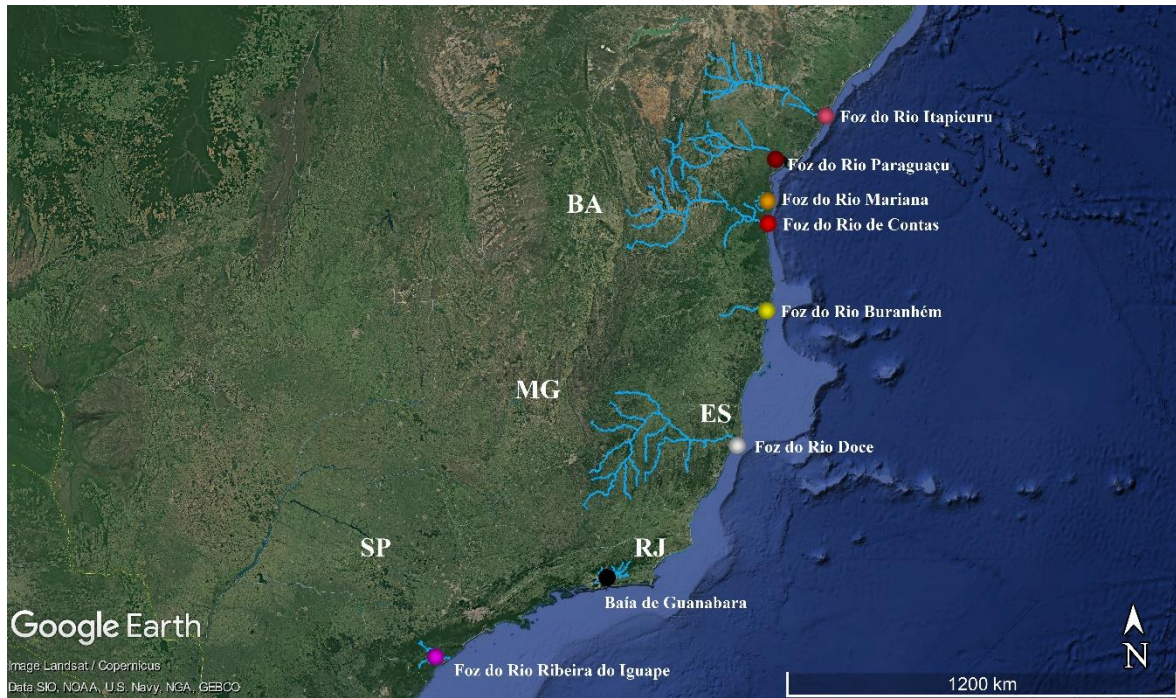 Foz do Rio Itapicuru
Foz do Rio Paraguaçu
BA
Foz do Rio Mariana
Foz do Rio de Contas
Foz do Rio Buranhém
MG
ES
Foz do Rio Doce
SP
RJ
Baía de Guanabara
Google Earth
Image Landsat / Copernicus
Data SIO, NOAA, U.S. Navy, NGA, GEBCO
Foz do Rio Ribeira do Iguape
N
1200 km